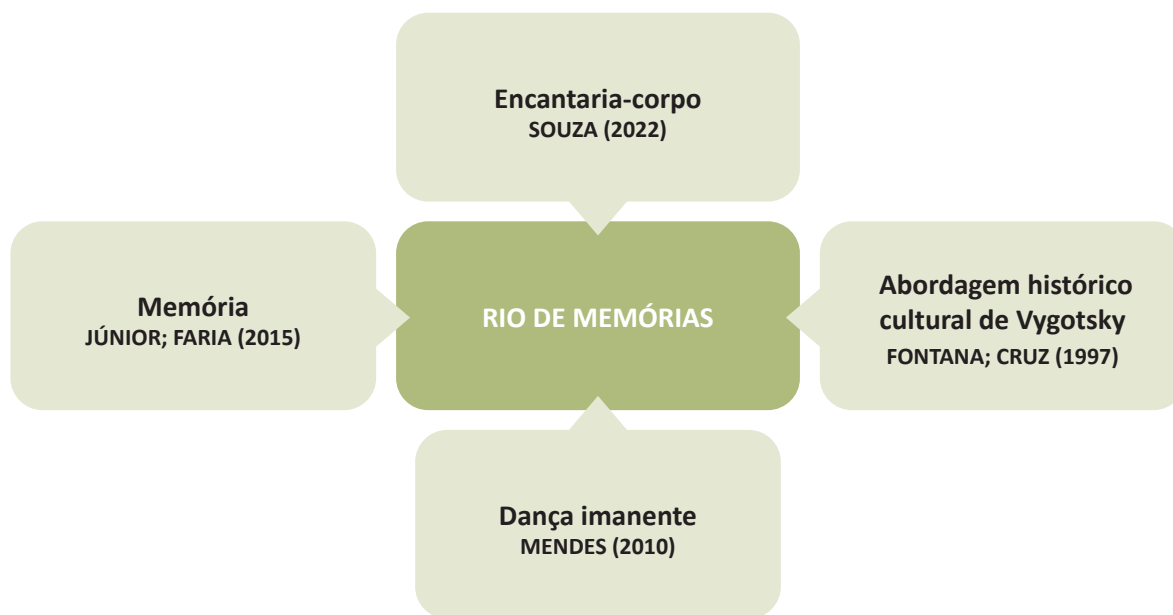 Encantaria-corpo
SOUZA (2022)
Memória
JÚNIOR; FARIA (2015)
RIO DE MEMÓRIAS
Abordagem histórico
cultural de Vygotsky
FONTANA; CRUZ (1997)
Dança imanente
MENDES (2010)